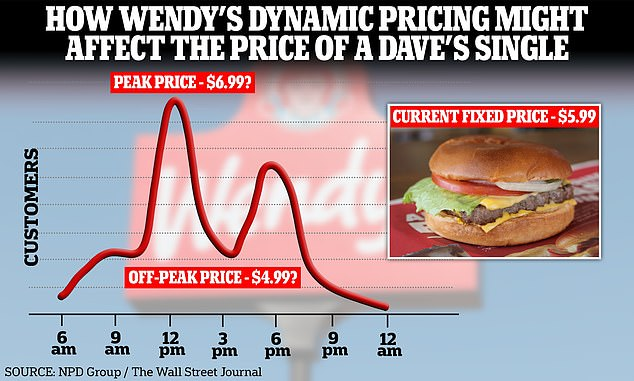 HOW WENDY'S DYNAMIC PRICING MIGHT
AFFECT THE PRICE OF A DAVE'S SINGLE
PEAK PRICE - $6.99?
CURRENT FIXED PRICE - $5.99
CUSTOMERS
Wendy
OFF-PEAK PRICE - $4.99?
6 am
9 am
12 pm
3 pm
6 pm
9 pm
12 am
SOURCE: NPD Group / The Wall Street Journal